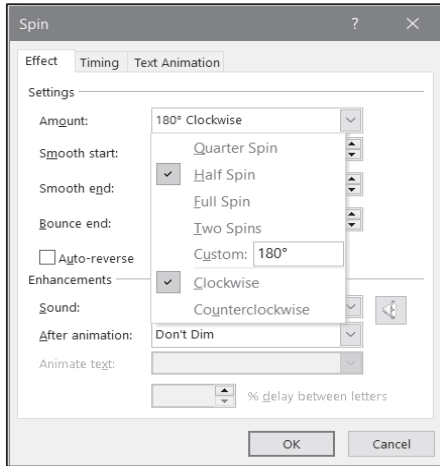 Spin ? ×
Effect Timing Text Animation
Settings
Amount: 180° Clockwise
Smooth start: Quarter Spin
Half Spin
Smooth end: Full Spin
Two Spins
Bounce end:
Custom: 180°
Auto-reverse
Enhancements Clockwise
Sound: Counterclockwise
After animation: Don't Dim
Animate text:
% delay between letters
OK Cancel